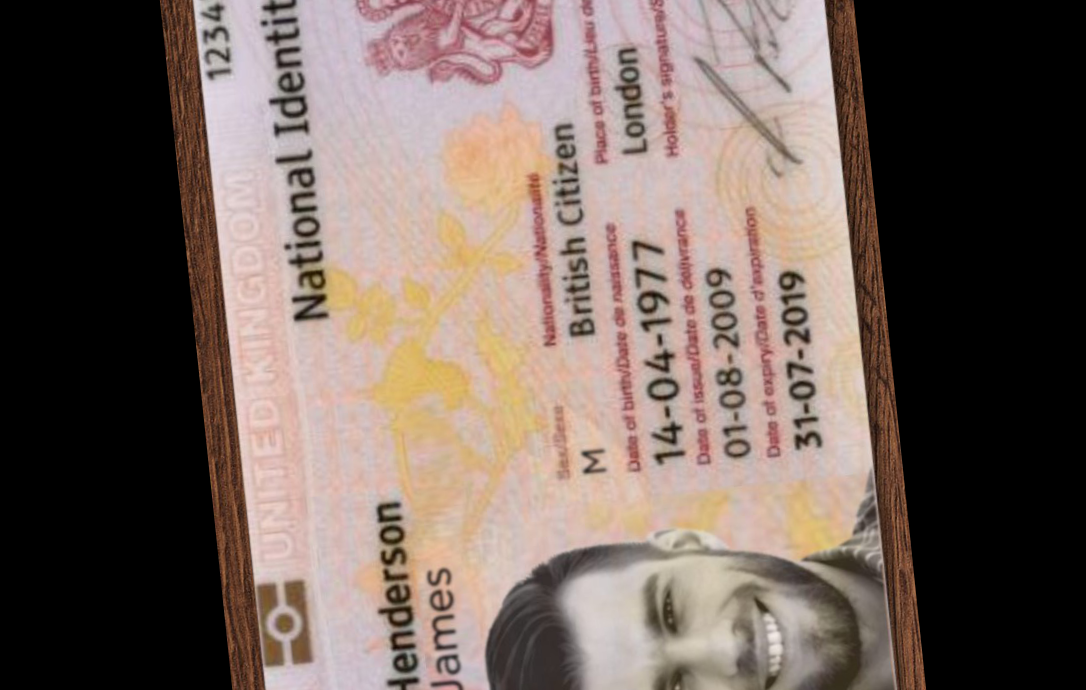 UNITED KINGDOM
1234
National Identit
Henderson
James
Sex/Sexe
Nationality/Nationalité
M
British Citizen
Date of birth/Date de naissance
Place of birth/Lieu de
14-04-1977
London
Date of issue/Date de délivrance
Holder's signature/S
01-08-2009
Date of expiry/Date d'expiration
31-07-2019